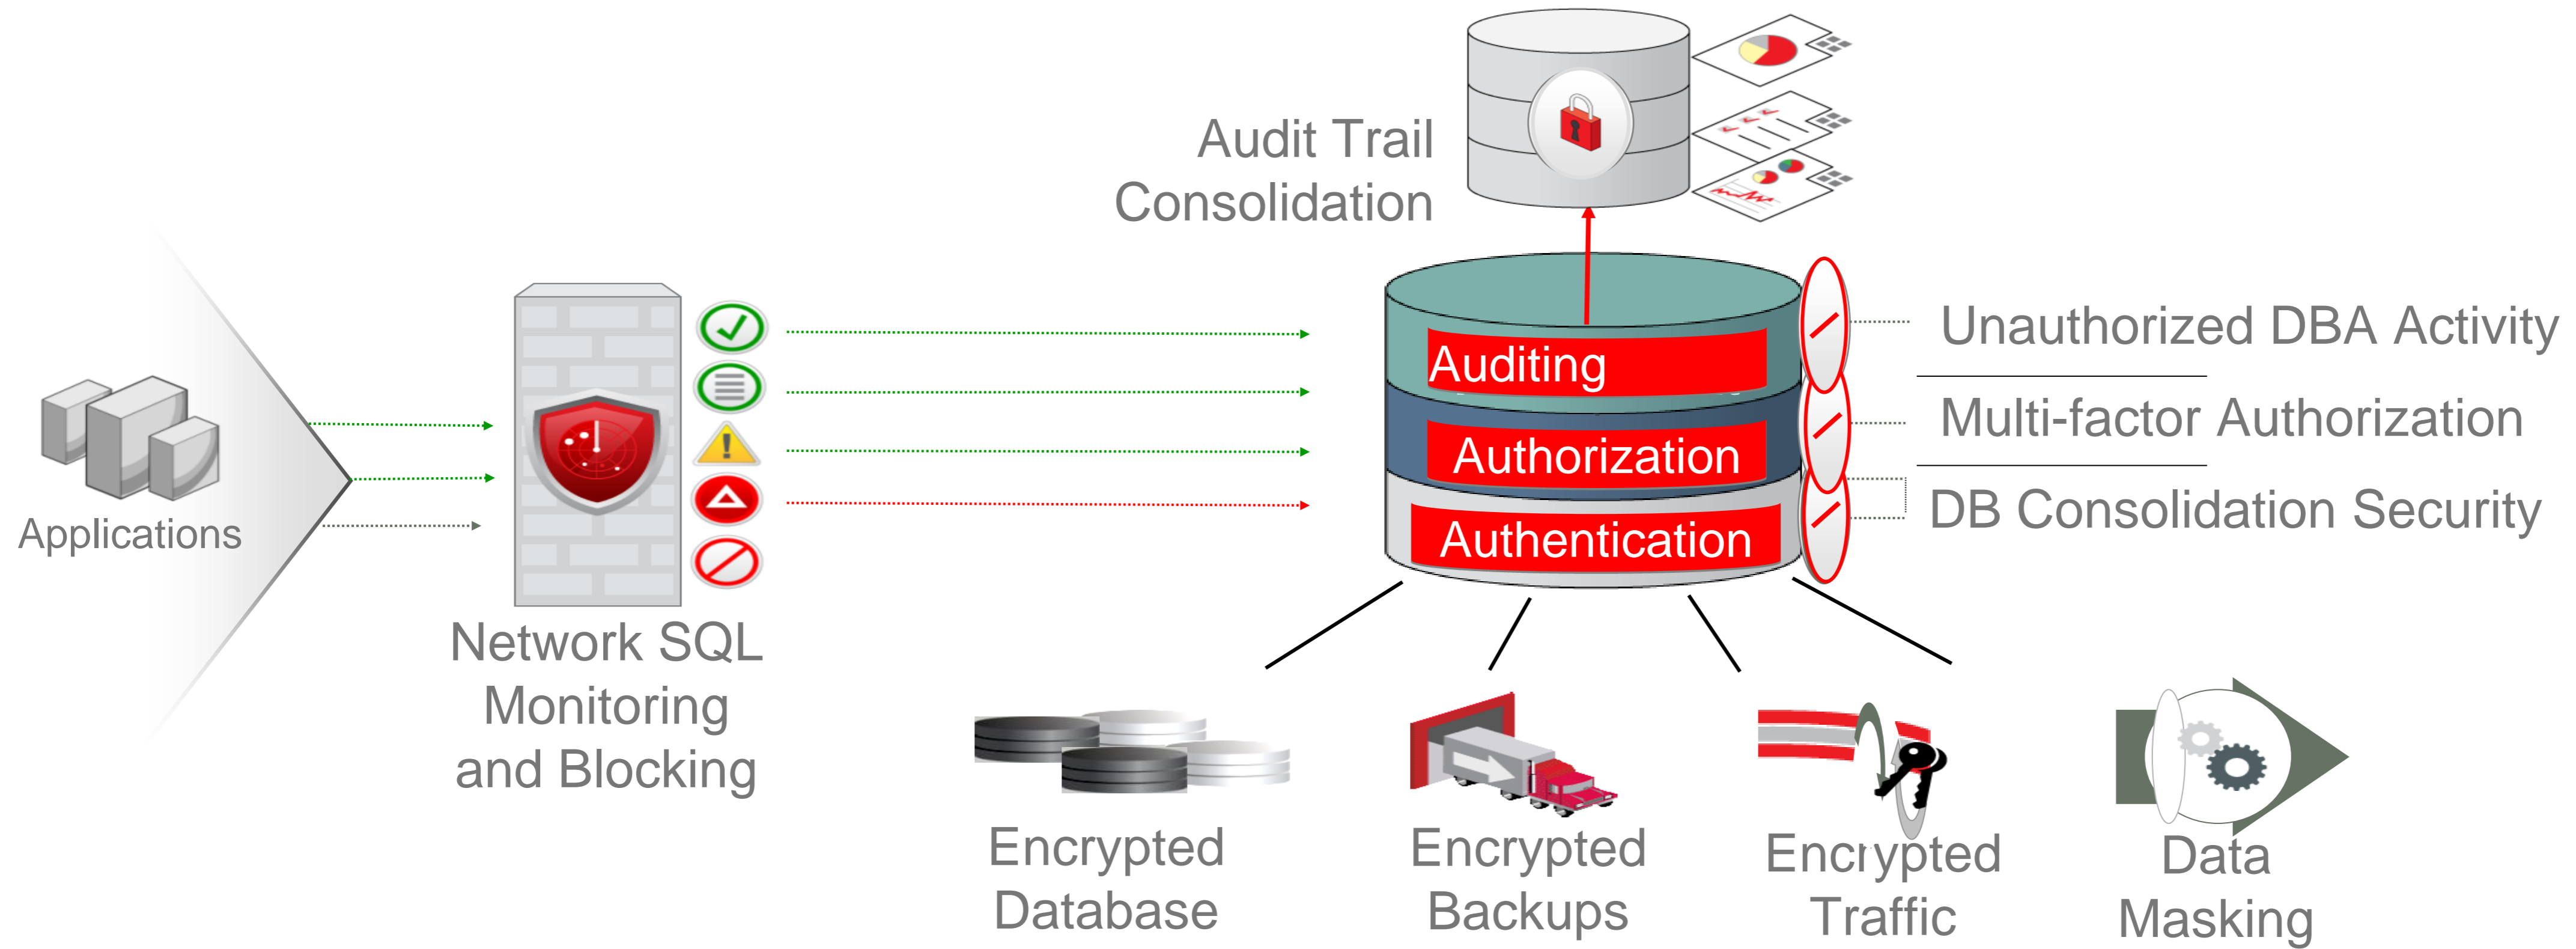 Audit Trail
Consolidation
Applications
Network SQL
Monitoring
and Blocking
Auditing
Authorization
Authentication
Unauthorized DBA Activity
Multi-factor Authorization
DB Consolidation Security
Encrypted
Database
Encrypted
Backups
Encrypted
Traffic
Data
Masking